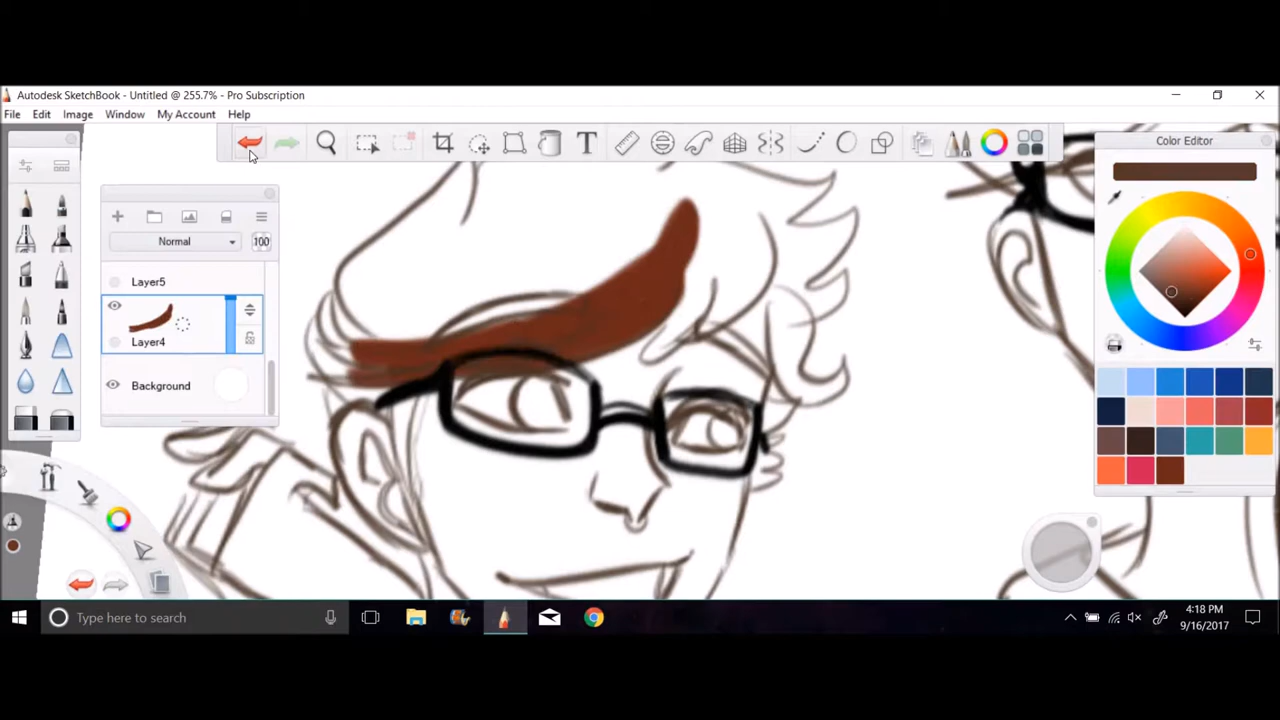 Autodesk SketchBook - Untitled @ 255.7% - Pro Subscription
File Edit Image Window My Account Help
T
Color Editor
Normal 100
Layer5
Layer4
Background
Type here to search
4:18 PM
9/16/2017